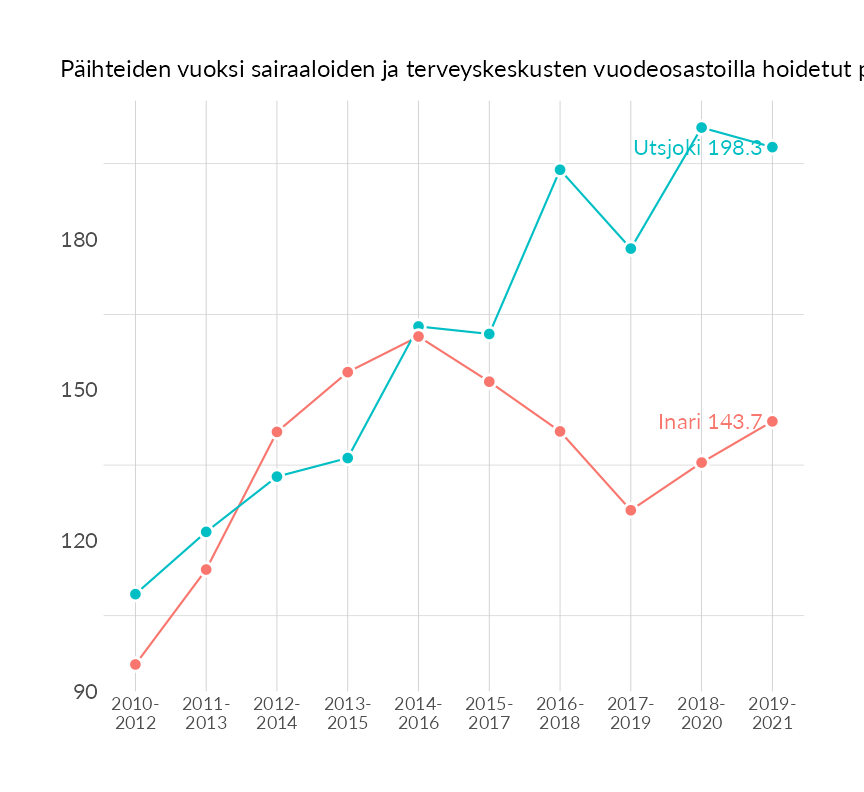 Päihteiden vuoksi sairaaloiden ja terveyskeskusten vuodeosastoilla hoidetut
Utsjoki 198.3
180
150
Inari 143.7
120
90
2010- 2011- 2012- 2013- 2014- 2015- 2016- 2017- 2018- 2019-
2012 2013 2014 2015 2016 2017 2018 2019 2020 2021